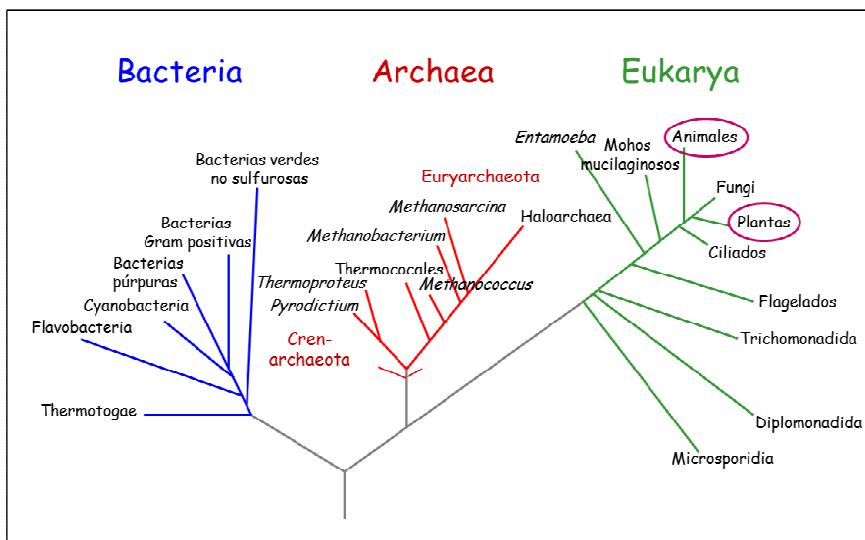 Bacteria
Archaea
Eukarya
Bacterias verdes
no sulfurosas
Bacterias
Gram positivas
Bacterias
púrpuras
Cyanobacteria
Flavobacteria
Thermotogae
Euryarchaeota
Methanosarcina
Haloarchaea
Methanobacterium
Thermococales
Methanococcus
Thermoproteus
Pyrodictium
Cren-
archaeota
Entamoeba
Mohos
mucilaginosos
Animales
Fungi
Plantas
Ciliados
Flagelados
Trichomonadida
Diplomonadida
Microsporidia